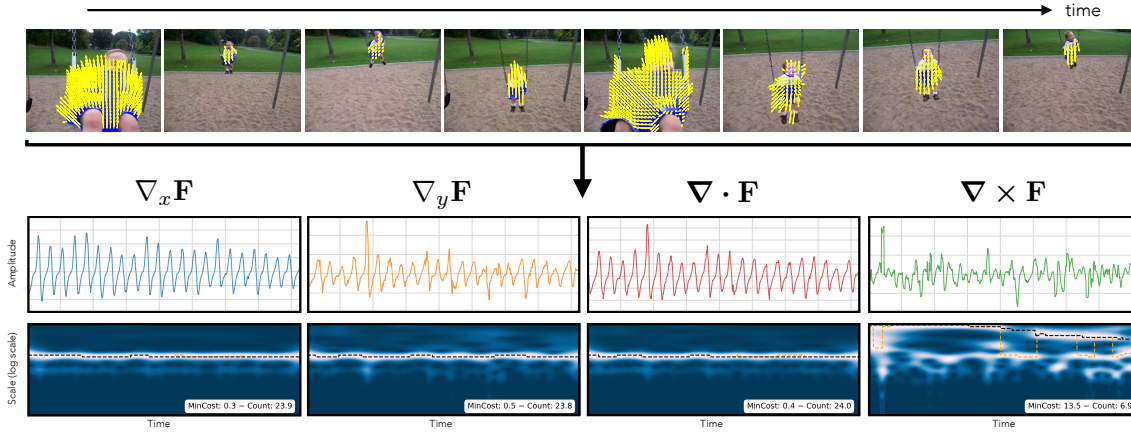 time
∇ₓF
∇ᵧF
∇ · F
∇ × F
Amplitude
Scale (log scale)
MinCost: 0.3 − Count: 23.9
MinCost: 0.5 − Count: 23.8
MinCost: 0.4 − Count: 24.0
MinCost: 13.5 − Count: 6.9
Time
Time
Time
Time